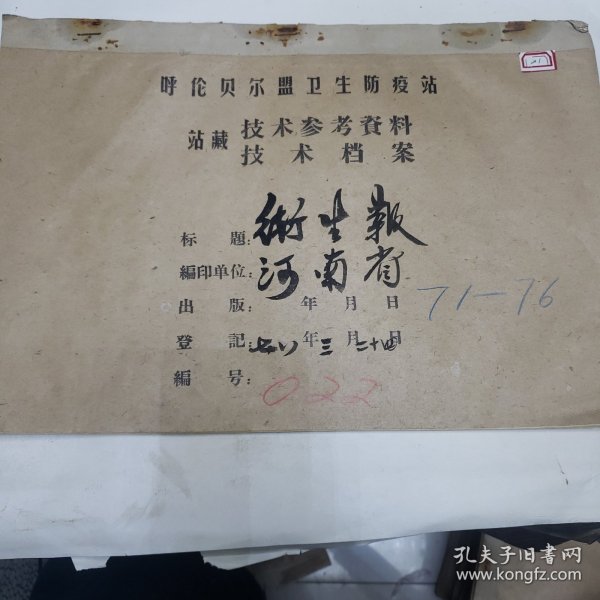 呼伦贝尔盟卫生防疫站
站藏 技术参考資料
技术档案
标題：衛生報
編印单位：河南省
出版： 年 月 日 71—76
登記：七八年三月二十四日
編号：022
孔夫子旧书网
www.kongfz.com